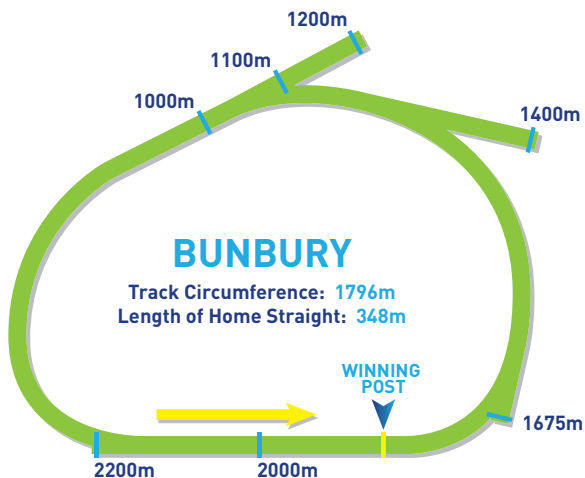 1200m
1100m
1000m
1400m
BUNBURY
Track Circumference: 1796m
Length of Home Straight: 348m
WINNING
POST
1675m
2200m
2000m